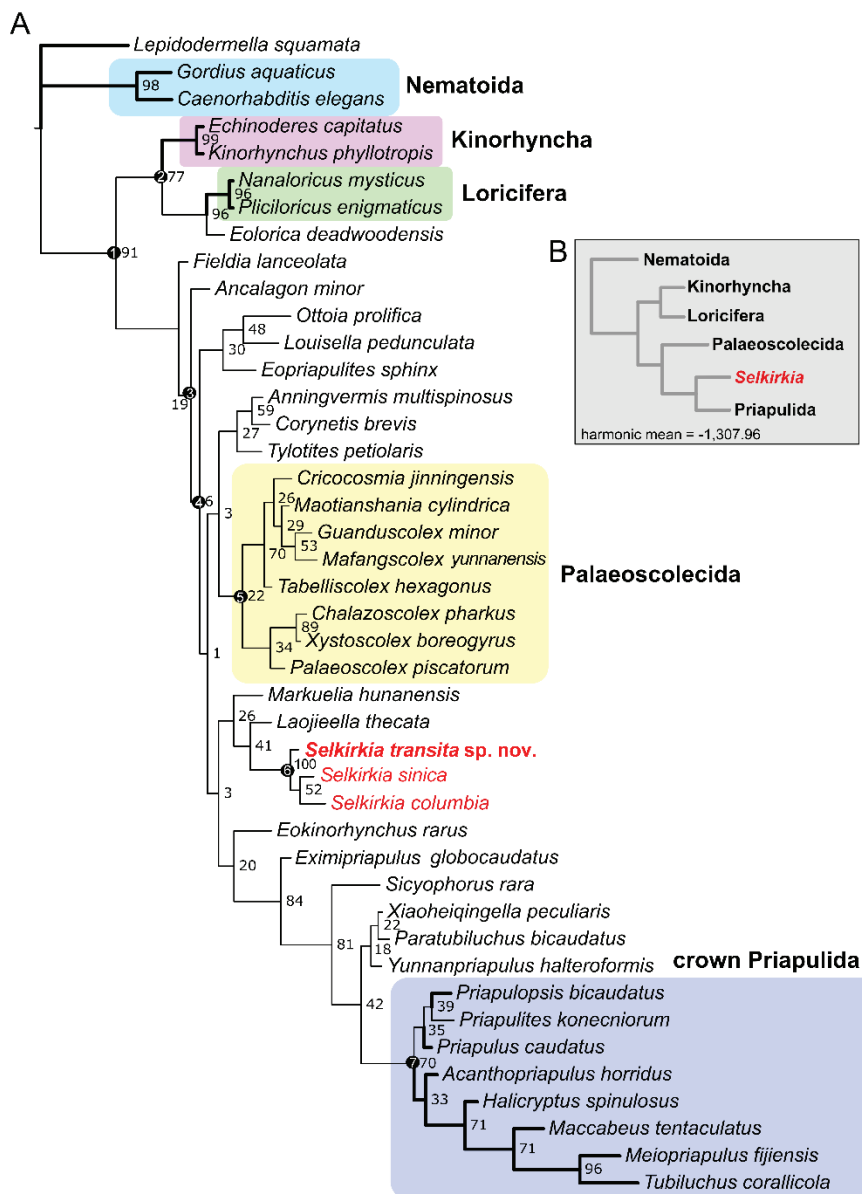 A
Lepidodermella squamata
Gordius aquaticus
98
Nematoida
Caenorhabditis elegans
Echinoderes capitatus
99
Kinorhyncha
Kinorhynchus phyllotropis
2 77
Nanaloricus mysticus
96
Loricifera
Pliciloricus enigmaticus
96
Eolorica deadwoodensis
1 91
Fieldia lanceolata
Ancalagon minor
Ottoia prolifica
48
Louisella pedunculata
30
Eopriapulites sphinx
3
19
Anningvermis multispinosus
59
Corynetis brevis
27
Tylotites petiolaris
Cricocosmia jinningensis
26
Maotianshania cylindrica
4 6
3
29
Guanduscolex minor
53
70
Mafangscolex yunnanensis
Palaeoscolecida
Tabelliscolex hexagonus
5 22
Chalazoscolex pharkus
89
Xystoscolex boreogyrus
34
1
Palaeoscolex piscatorum
Markuelia hunanensis
26
Laojieella thecata
41
Selkirkia transita sp. nov.
100
6
Selkirkia sinica
52
Selkirkia columbia
3
Eokinorhynchus rarus
20
Eximipriapulus globocaudatus
84
Sicyophorus rara
Xiaoheiqingella peculiaris
22
Paratubiluchus bicaudatus
81
18
Yunnanpriapulus halteroformis
crown Priapulida
42
Priapulopsis bicaudatus
39
Priapulites konecniorum
35
Priapulus caudatus
7 70
Acanthopriapulus horridus
33
Halicryptus spinulosus
71
Maccabeus tentaculatus
71
Meiopriapulus fijiensis
96
Tubiluchus corallicola
B
Nematoida
Kinorhyncha
Loricifera
Palaeoscolecida
Selkirkia
Priapulida
harmonic mean = -1,307.96